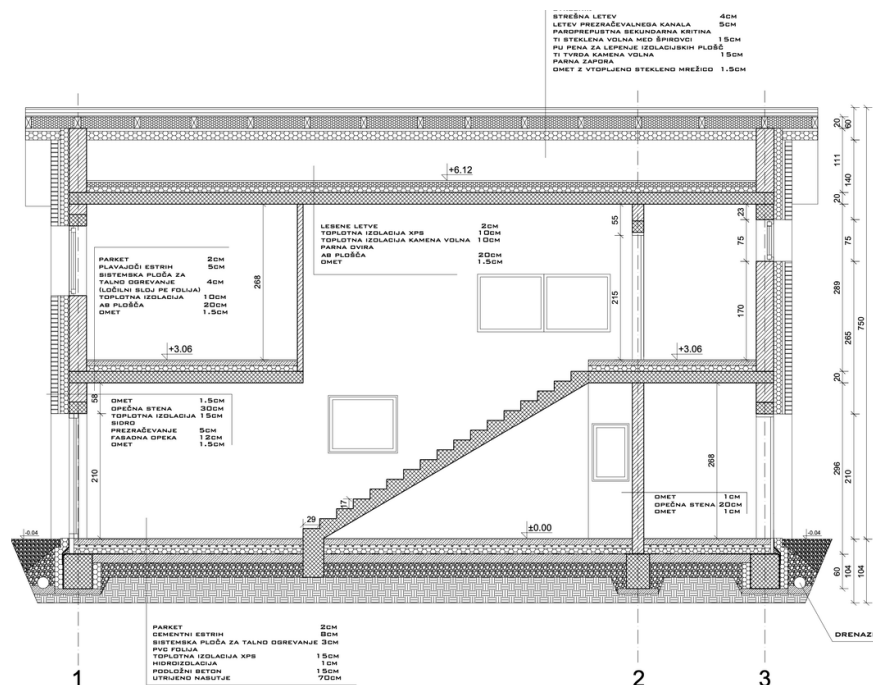 STREŠNA LETEV 4CM
LETEV PREZRAČEVALNEGA KANALA 5CM
PAROPREPUSTNA SEKUNDARNA KRITINA
TI STEKLENA VOLNA MED ŠPIROVCI 15CM
PU PENA ZA LEPENJE IZOLACIJSKIH PLOŠČ
TI TVRDA KAMENA VOLNA 15CM
PARNA ZAPORA
OMET Z VTOPLJENO STEKLENO MREŽICO 1.5CM
20
60
111
140
20
+6.12
LESENE LETVE 2CM
TOPLOTNA IZOLACIJA XPS 10CM
TOPLOTNA IZOLACIJA KAMENA VOLNA 10CM
PARNA OVIRA
AB PLOŠČA 20CM
OMET 1.5CM
55
23
75
75
PARKET 2CM
PLAVAJOČI ESTRIH 5CM
SISTEMSKA PLOČA ZA
TALNO OGREVANJE 4CM
(LOČILNI SLOJ PE FOLIJA)
TOPLOTNA IZOLACIJA 10CM
AB PLOŠČA 20CM
OMET 1.5CM
268
215
170
289
265
750
+3.06
+3.06
20
58
OMET 1.5CM
OPEČNA STENA 30CM
TOPLOTNA IZOLACIJA 15CM
SIDRO
PREZRAČEVANJE 5CM
FASADNA OPEKA 12CM
OMET 1.5CM
210
268
296
210
OMET 1CM
OPEČNA STENA 20CM
OMET 1CM
17
29
±0.00
-0.04
-0.04
60
104
104
PARKET 2CM
CEMENTNI ESTRIH 8CM
SISTEMSKA PLOČA ZA TALNO OGREVANJE 3CM
PVC FOLIJA
TOPLOTNA IZOLACIJA XPS 15CM
HIDROIZOLACIJA 1CM
PODLOŽNI BETON 15CM
UTRJENO NASUTJE 70CM
DRENAŽ
1
2
3